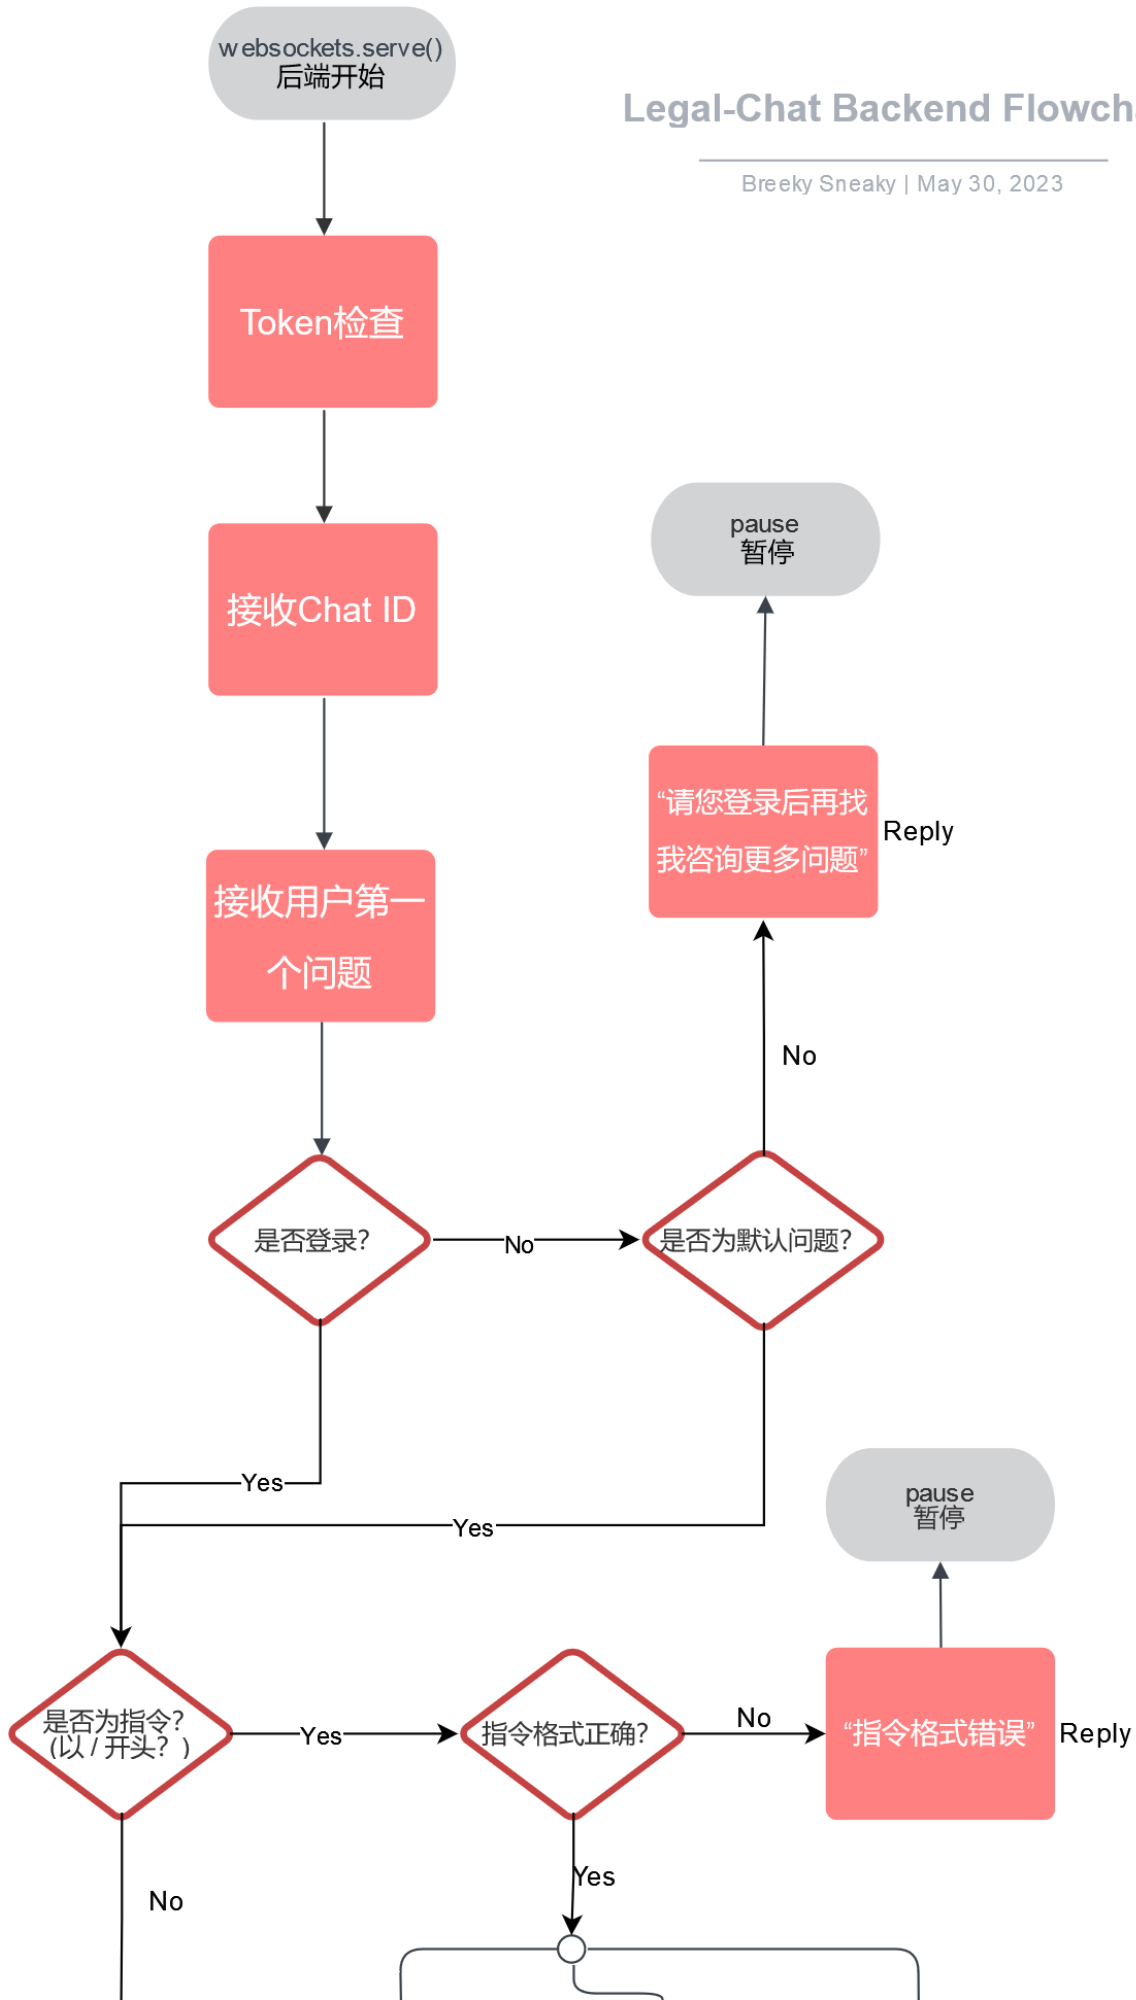 websockets.serve()
后端开始
Legal-Chat Backend Flowch
Breeky Sneaky | May 30, 2023
Token检查
接收Chat ID
pause
暂停
“请您登录后再找
我咨询更多问题”
Reply
接收用户第一
个问题
No
是否登录?
No
是否为默认问题?
Yes
Yes
pause
暂停
是否为指令?
(以 / 开头? )
Yes
指令格式正确?
No
“指令格式错误”
Reply
Yes
No